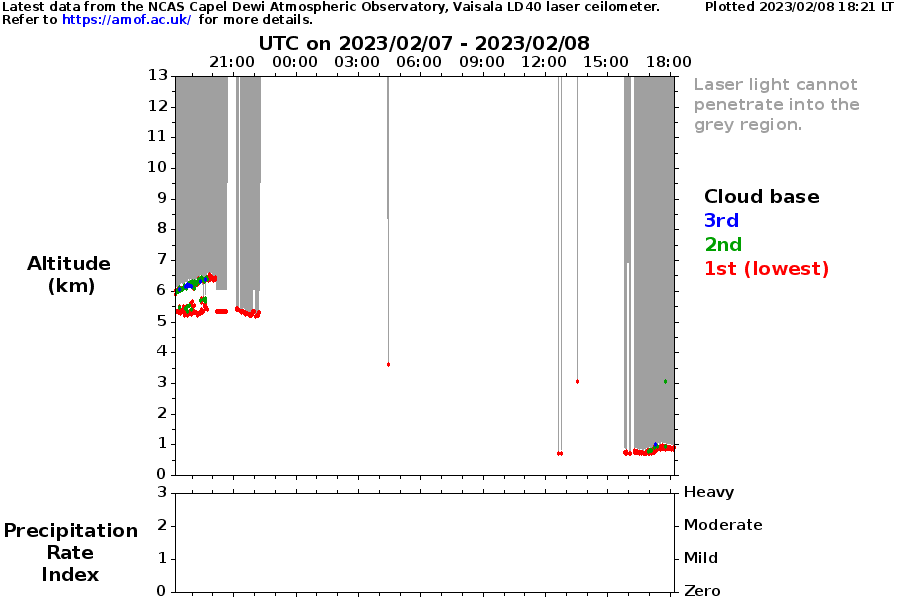 Latest data from the NCAS Capel Dewi Atmospheric Observatory, Vaisala LD40 laser ceilometer. Plotted 2023/02/08 18:21 LT
Refer to https://amof.ac.uk/ for more details.
UTC on 2023/02/07 - 2023/02/08
21:00 00:00 03:00 06:00 09:00 12:00 15:00 18:00
13
12
11
10
9
8
7
6
5
4
3
2
1
0
Altitude
(km)
Laser light cannot
penetrate into the
grey region.
Cloud base
3rd
2nd
1st (lowest)
3 Heavy
2 Moderate
1 Mild
0 Zero
Precipitation
Rate
Index